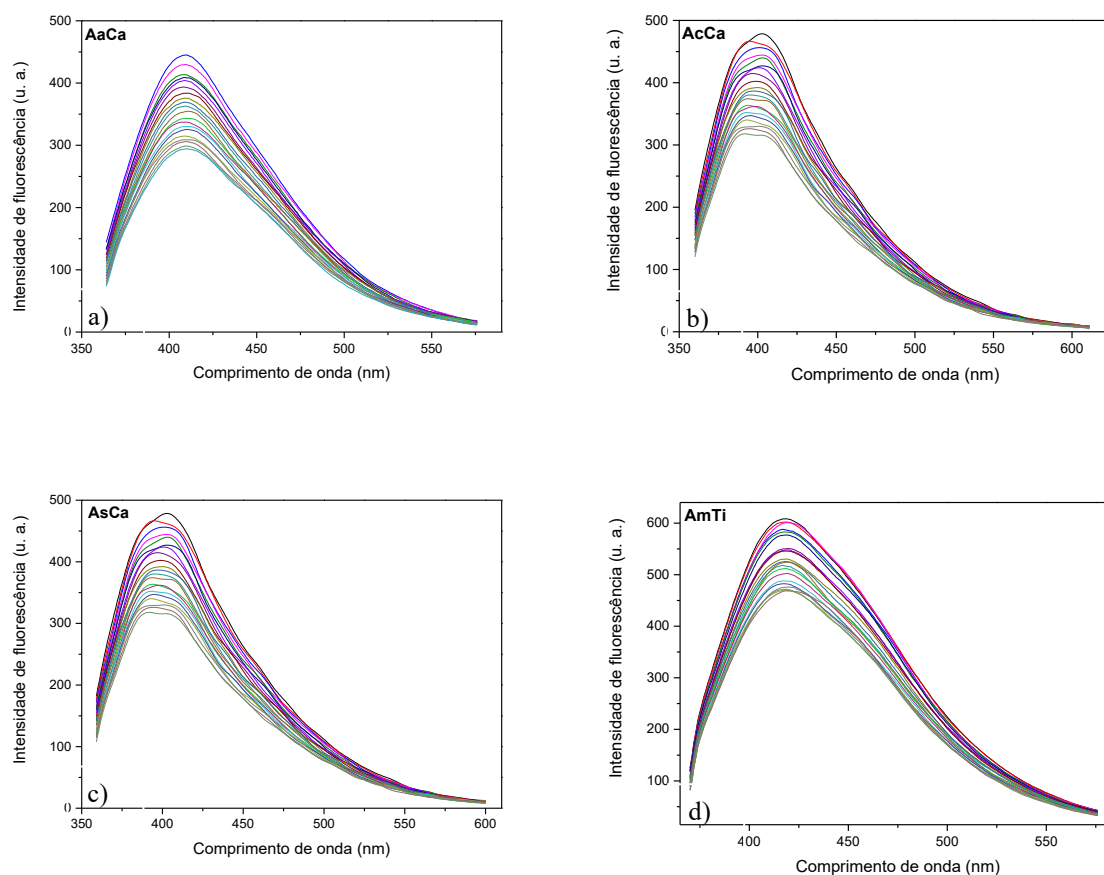 AaCa
Intensidade de fluorescência (u. a.)
500
400
300
200
100
0
a)
350 400 450 500 550
Comprimento de onda (nm)
AcCa
Intensidade de fluorescência (u. a.)
500
400
300
200
100
0
b)
350 400 450 500 550 600
Comprimento de onda (nm)
AsCa
Intensidade de fluorescência (u. a.)
500
400
300
200
100
0
c)
350 400 450 500 550 600
Comprimento de onda (nm)
AmTi
Intensidade de fluorescência (u. a.)
600
500
400
300
200
100
d)
400 450 500 550
Comprimento de onda (nm)